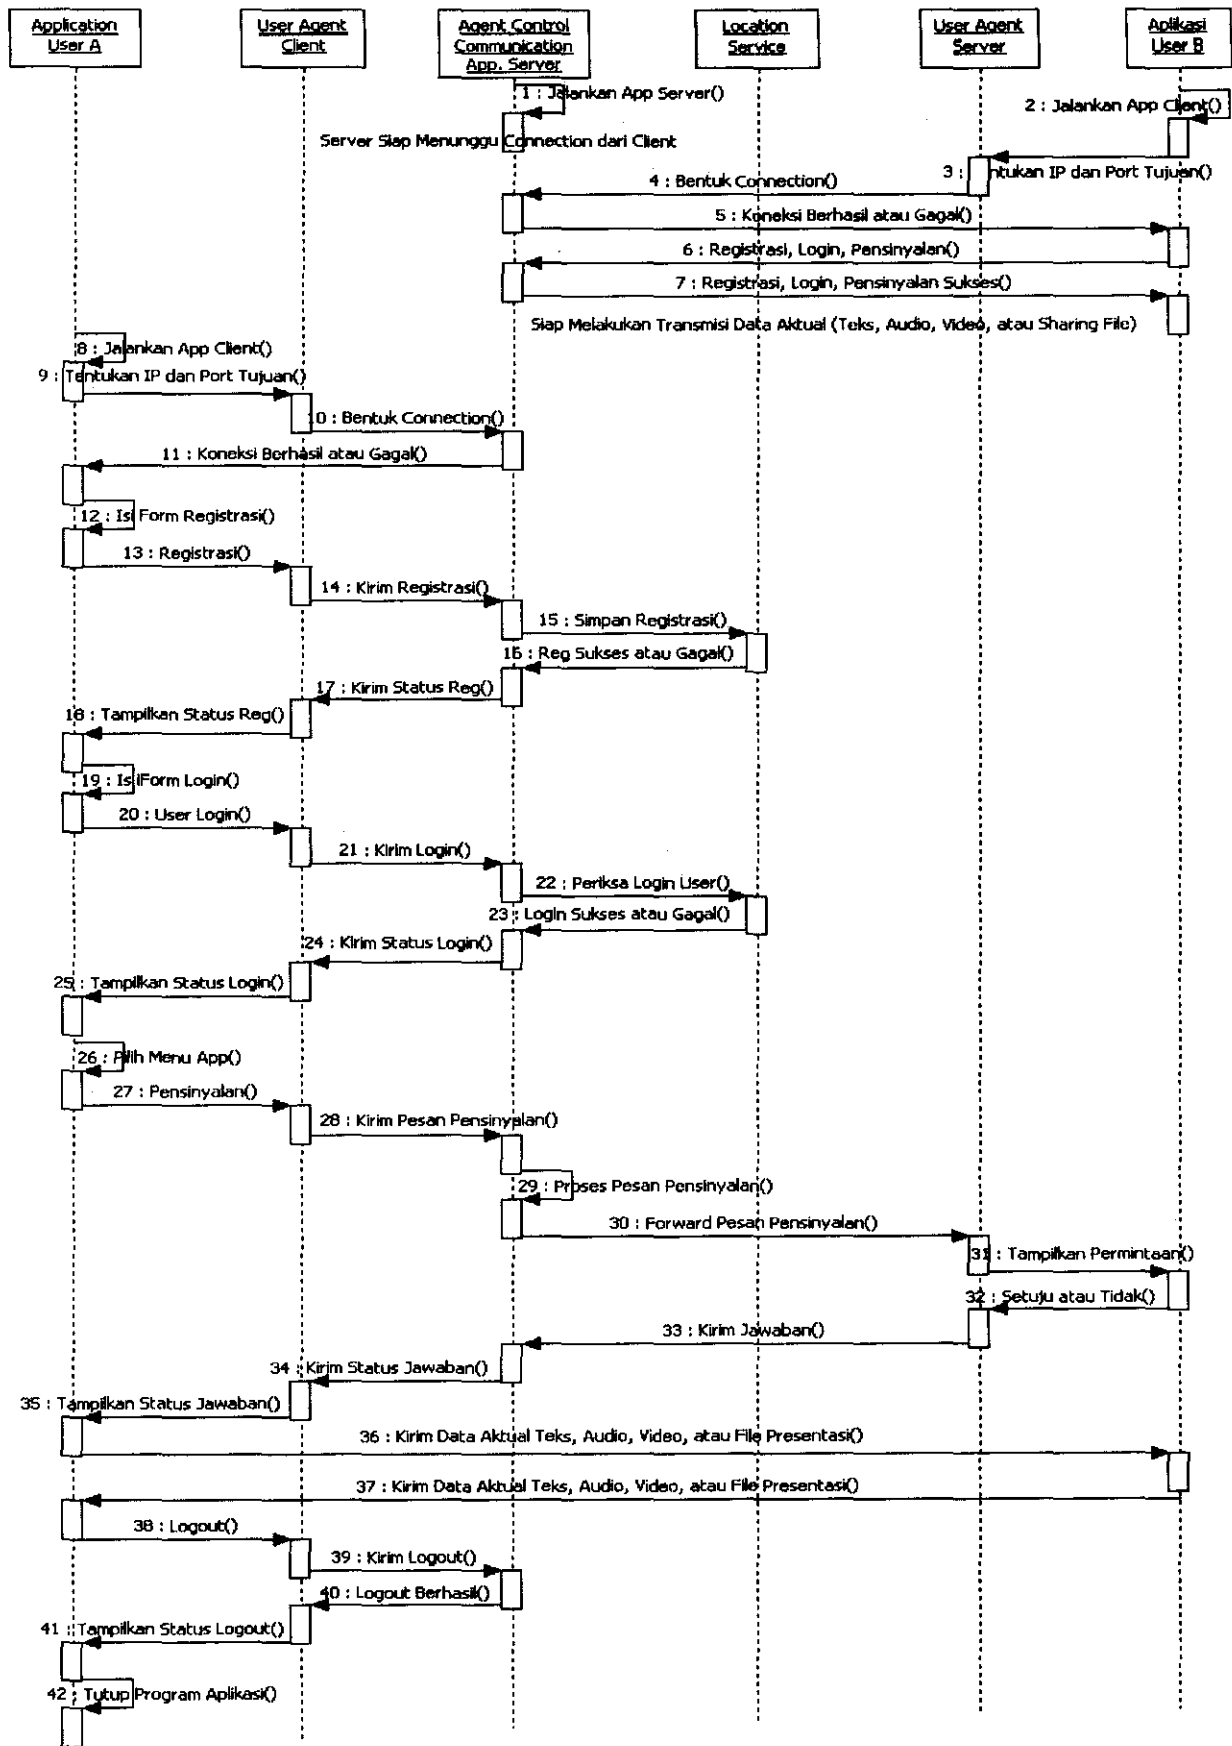 Application
User A
User Agent
Client
Agent Control
Communication
App. Server
Location
Service
User Agent
Server
Aplikasi
User B
1 : Jalankan App Server()
2 : Jalankan App Client()
Server Siap Menunggu Connection dari Client
3 : ntukan IP dan Port Tujuan()
4 : Bentuk Connection()
5 : Koneksi Berhasil atau Gagal()
6 : Registrasi, Login, Pensinyalan()
7 : Registrasi, Login, Pensinyalan Sukses()
Siap Melakukan Transmisi Data Aktual (Teks, Audio, Video, atau Sharing File)
8 : Jalankan App Client()
9 : Tentukan IP dan Port Tujuan()
10 : Bentuk Connection()
11 : Koneksi Berhasil atau Gagal()
12 : Isi Form Registrasi()
13 : Registrasi()
14 : Kirim Registrasi()
15 : Simpan Registrasi()
16 : Reg Sukses atau Gagal()
17 : Kirim Status Reg()
18 : Tampilkan Status Reg()
19 : Is iForm Login()
20 : User Login()
21 : Kirim Login()
22 : Periksa Login User()
23 : Login Sukses atau Gagal()
24 : Kirim Status Login()
25 : Tampilkan Status Login()
26 : Pilih Menu App()
27 : Pensinyalan()
28 : Kirim Pesan Pensinyalan()
29 : Proses Pesan Pensinyalan()
30 : Forward Pesan Pensinyalan()
31 : Tampilkan Permintaan()
32 : Setuju atau Tidak()
33 : Kirim Jawaban()
34 : Kirim Status Jawaban()
35 : Tampilkan Status Jawaban()
36 : Kirim Data Aktual Teks, Audio, Video, atau File Presentasi()
37 : Kirim Data Aktual Teks, Audio, Video, atau File Presentasi()
38 : Logout()
39 : Kirim Logout()
40 : Logout Berhasil()
41 : Tampilkan Status Logout()
42 : Tutup Program Aplikasi()